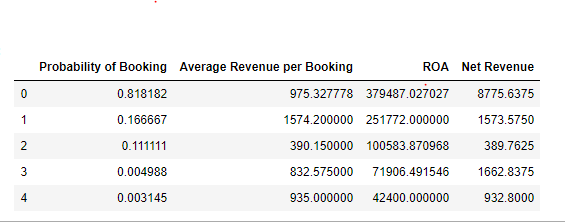 Probability of Booking Average Revenue per Booking ROA Net Revenue
0 0.818182 975.327778 379487.027027 8775.6375
1 0.166667 1574.200000 251772.000000 1573.5750
2 0.111111 390.150000 100583.870968 389.7625
3 0.004988 832.575000 71906.491546 1662.8375
4 0.003145 935.000000 42400.000000 932.8000